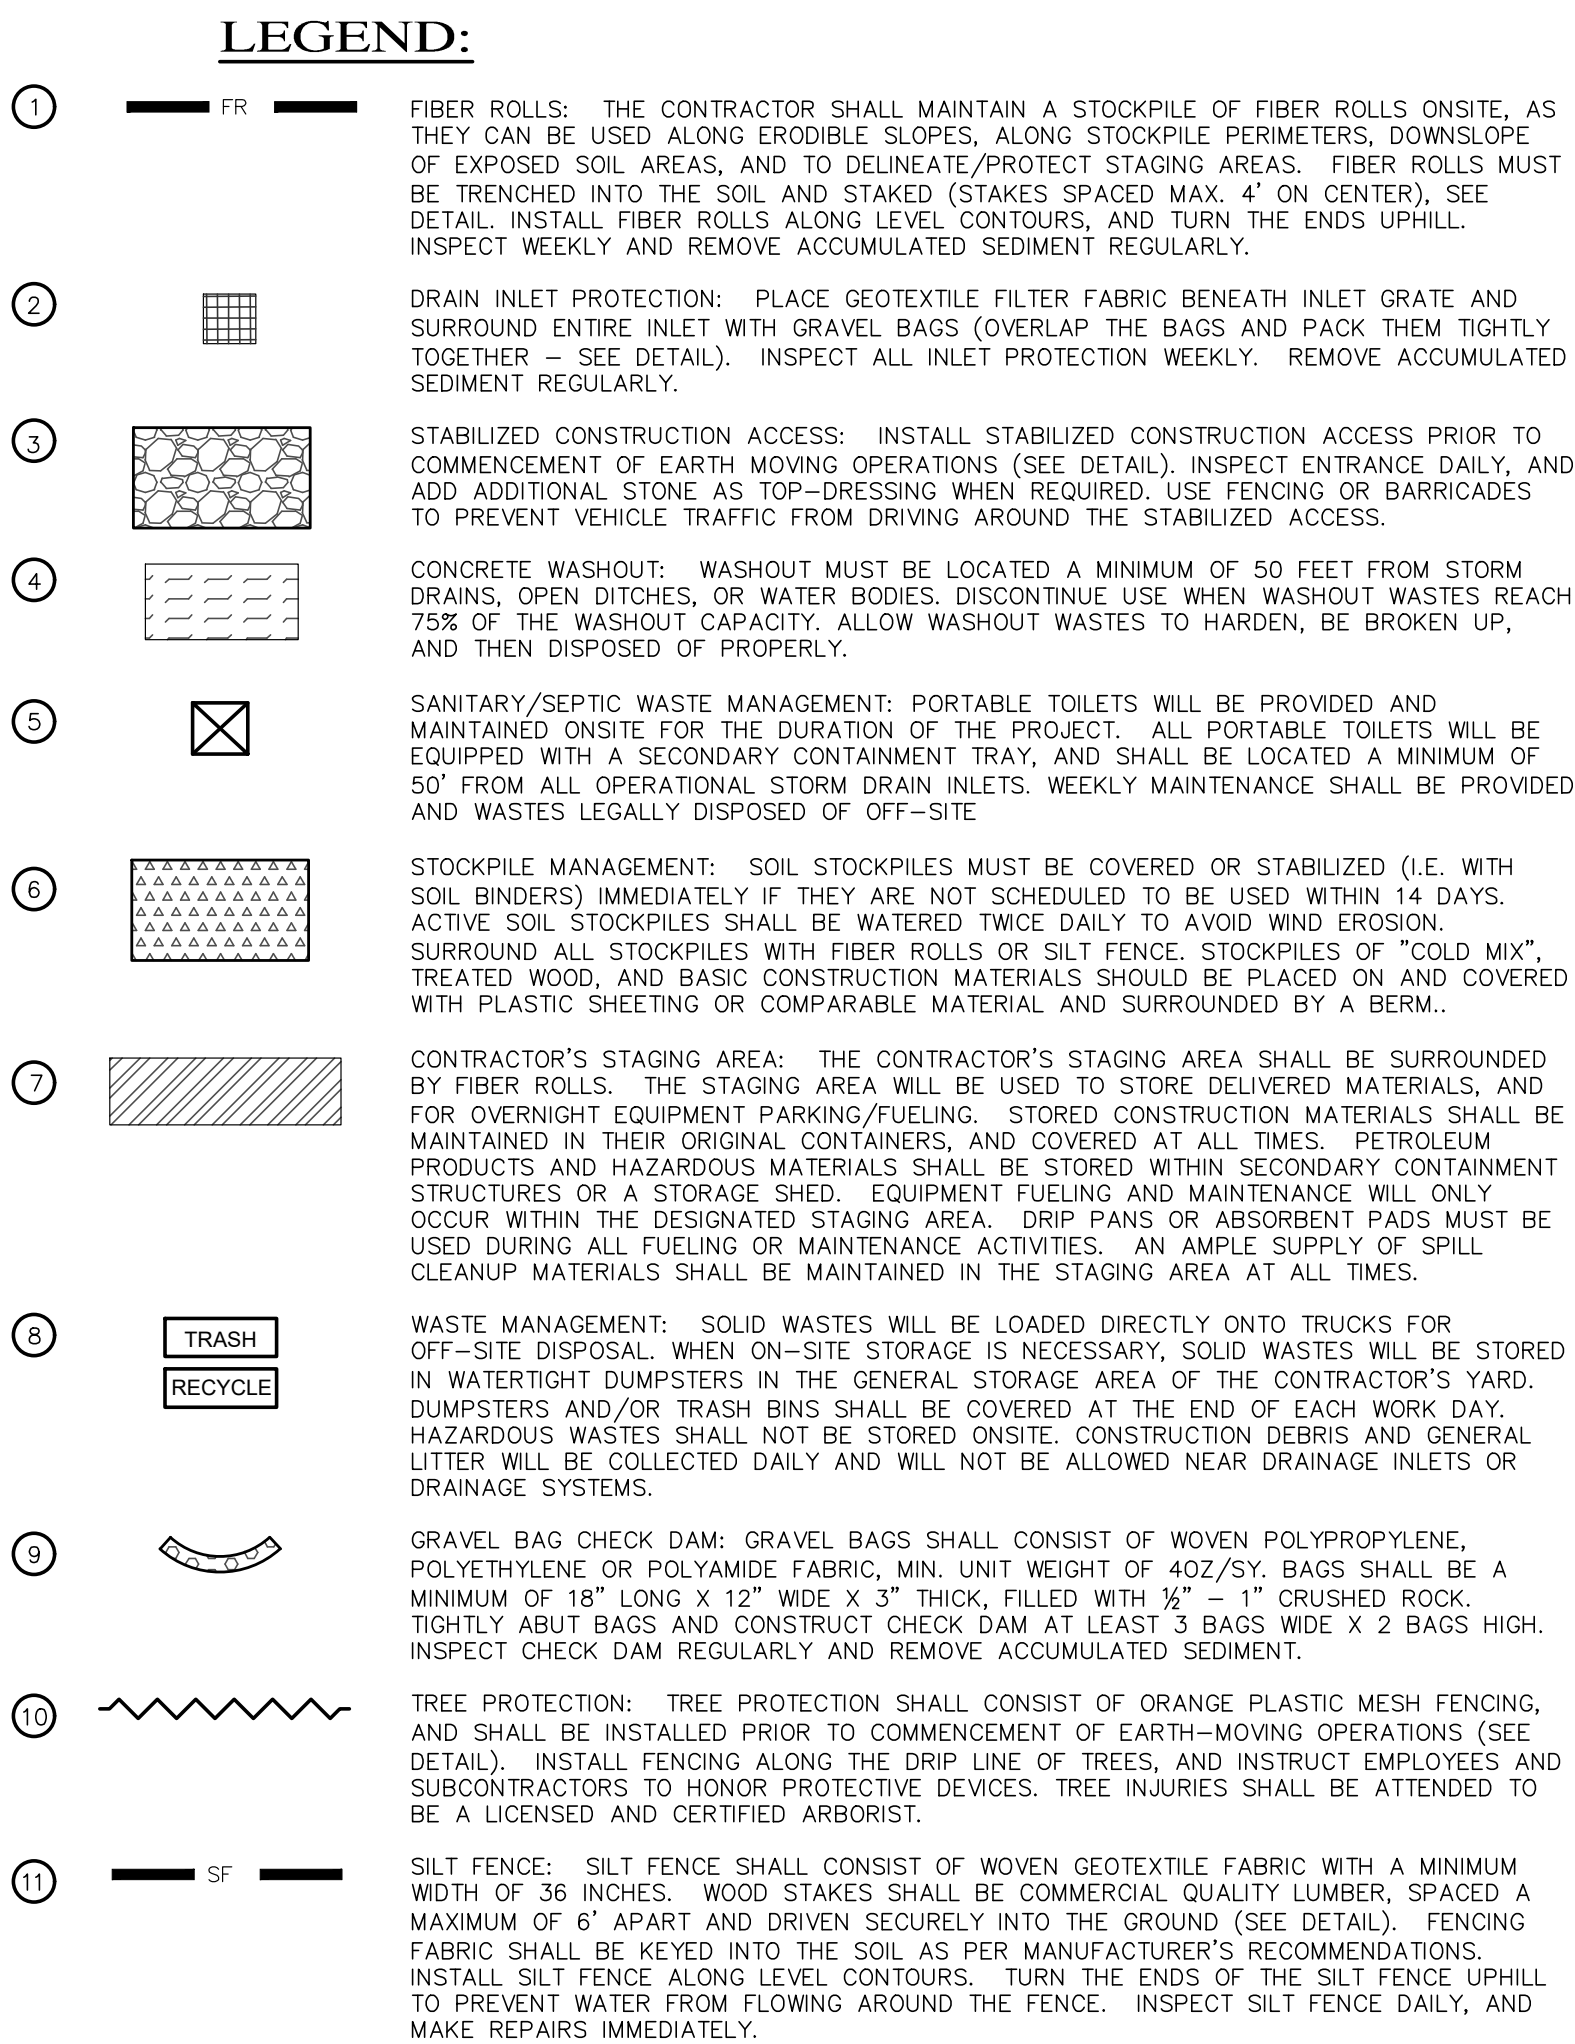 LEGEND:
1
FR
FIBER ROLLS: THE CONTRACTOR SHALL MAINTAIN A STOCKPILE OF FIBER ROLLS ONSITE, AS
THEY CAN BE USED ALONG ERODIBLE SLOPES, ALONG STOCKPILE PERIMETERS, DOWNSLOPE
OF EXPOSED SOIL AREAS, AND TO DELINEATE/PROTECT STAGING AREAS. FIBER ROLLS MUST
BE TRENCHED INTO THE SOIL AND STAKED (STAKES SPACED MAX. 4' ON CENTER), SEE
DETAIL. INSTALL FIBER ROLLS ALONG LEVEL CONTOURS, AND TURN THE ENDS UPHILL.
INSPECT WEEKLY AND REMOVE ACCUMULATED SEDIMENT REGULARLY.
2
DRAIN INLET PROTECTION: PLACE GEOTEXTILE FILTER FABRIC BENEATH INLET GRATE AND
SURROUND ENTIRE INLET WITH GRAVEL BAGS (OVERLAP THE BAGS AND PACK THEM TIGHTLY
TOGETHER – SEE DETAIL). INSPECT ALL INLET PROTECTION WEEKLY. REMOVE ACCUMULATED
SEDIMENT REGULARLY.
3
STABILIZED CONSTRUCTION ACCESS: INSTALL STABILIZED CONSTRUCTION ACCESS PRIOR TO
COMMENCEMENT OF EARTH MOVING OPERATIONS (SEE DETAIL). INSPECT ENTRANCE DAILY, AND
ADD ADDITIONAL STONE AS TOP–DRESSING WHEN REQUIRED. USE FENCING OR BARRICADES
TO PREVENT VEHICLE TRAFFIC FROM DRIVING AROUND THE STABILIZED ACCESS.
4
CONCRETE WASHOUT: WASHOUT MUST BE LOCATED A MINIMUM OF 50 FEET FROM STORM
DRAINS, OPEN DITCHES, OR WATER BODIES. DISCONTINUE USE WHEN WASHOUT WASTES REACH
75% OF THE WASHOUT CAPACITY. ALLOW WASHOUT WASTES TO HARDEN, BE BROKEN UP,
AND THEN DISPOSED OF PROPERLY.
5
SANITARY/SEPTIC WASTE MANAGEMENT: PORTABLE TOILETS WILL BE PROVIDED AND
MAINTAINED ONSITE FOR THE DURATION OF THE PROJECT. ALL PORTABLE TOILETS WILL BE
EQUIPPED WITH A SECONDARY CONTAINMENT TRAY, AND SHALL BE LOCATED A MINIMUM OF
50' FROM ALL OPERATIONAL STORM DRAIN INLETS. WEEKLY MAINTENANCE SHALL BE PROVIDED
AND WASTES LEGALLY DISPOSED OF OFF–SITE
6
STOCKPILE MANAGEMENT: SOIL STOCKPILES MUST BE COVERED OR STABILIZED (I.E. WITH
SOIL BINDERS) IMMEDIATELY IF THEY ARE NOT SCHEDULED TO BE USED WITHIN 14 DAYS.
ACTIVE SOIL STOCKPILES SHALL BE WATERED TWICE DAILY TO AVOID WIND EROSION.
SURROUND ALL STOCKPILES WITH FIBER ROLLS OR SILT FENCE. STOCKPILES OF "COLD MIX",
TREATED WOOD, AND BASIC CONSTRUCTION MATERIALS SHOULD BE PLACED ON AND COVERED
WITH PLASTIC SHEETING OR COMPARABLE MATERIAL AND SURROUNDED BY A BERM..
7
CONTRACTOR'S STAGING AREA: THE CONTRACTOR'S STAGING AREA SHALL BE SURROUNDED
BY FIBER ROLLS. THE STAGING AREA WILL BE USED TO STORE DELIVERED MATERIALS, AND
FOR OVERNIGHT EQUIPMENT PARKING/FUELING. STORED CONSTRUCTION MATERIALS SHALL BE
MAINTAINED IN THEIR ORIGINAL CONTAINERS, AND COVERED AT ALL TIMES. PETROLEUM
PRODUCTS AND HAZARDOUS MATERIALS SHALL BE STORED WITHIN SECONDARY CONTAINMENT
STRUCTURES OR A STORAGE SHED. EQUIPMENT FUELING AND MAINTENANCE WILL ONLY
OCCUR WITHIN THE DESIGNATED STAGING AREA. DRIP PANS OR ABSORBENT PADS MUST BE
USED DURING ALL FUELING OR MAINTENANCE ACTIVITIES. AN AMPLE SUPPLY OF SPILL
CLEANUP MATERIALS SHALL BE MAINTAINED IN THE STAGING AREA AT ALL TIMES.
8
TRASH
RECYCLE
WASTE MANAGEMENT: SOLID WASTES WILL BE LOADED DIRECTLY ONTO TRUCKS FOR
OFF–SITE DISPOSAL. WHEN ON–SITE STORAGE IS NECESSARY, SOLID WASTES WILL BE STORED
IN WATERTIGHT DUMPSTERS IN THE GENERAL STORAGE AREA OF THE CONTRACTOR'S YARD.
DUMPSTERS AND/OR TRASH BINS SHALL BE COVERED AT THE END OF EACH WORK DAY.
HAZARDOUS WASTES SHALL NOT BE STORED ONSITE. CONSTRUCTION DEBRIS AND GENERAL
LITTER WILL BE COLLECTED DAILY AND WILL NOT BE ALLOWED NEAR DRAINAGE INLETS OR
DRAINAGE SYSTEMS.
9
GRAVEL BAG CHECK DAM: GRAVEL BAGS SHALL CONSIST OF WOVEN POLYPROPYLENE,
POLYETHYLENE OR POLYAMIDE FABRIC, MIN. UNIT WEIGHT OF 4OZ/SY. BAGS SHALL BE A
MINIMUM OF 18" LONG X 12" WIDE X 3" THICK, FILLED WITH ½" – 1" CRUSHED ROCK.
TIGHTLY ABUT BAGS AND CONSTRUCT CHECK DAM AT LEAST 3 BAGS WIDE X 2 BAGS HIGH.
INSPECT CHECK DAM REGULARLY AND REMOVE ACCUMULATED SEDIMENT.
10
TREE PROTECTION: TREE PROTECTION SHALL CONSIST OF ORANGE PLASTIC MESH FENCING,
AND SHALL BE INSTALLED PRIOR TO COMMENCEMENT OF EARTH–MOVING OPERATIONS (SEE
DETAIL). INSTALL FENCING ALONG THE DRIP LINE OF TREES, AND INSTRUCT EMPLOYEES AND
SUBCONTRACTORS TO HONOR PROTECTIVE DEVICES. TREE INJURIES SHALL BE ATTENDED TO
BE A LICENSED AND CERTIFIED ARBORIST.
11
SF
SILT FENCE: SILT FENCE SHALL CONSIST OF WOVEN GEOTEXTILE FABRIC WITH A MINIMUM
WIDTH OF 36 INCHES. WOOD STAKES SHALL BE COMMERCIAL QUALITY LUMBER, SPACED A
MAXIMUM OF 6' APART AND DRIVEN SECURELY INTO THE GROUND (SEE DETAIL). FENCING
FABRIC SHALL BE KEYED INTO THE SOIL AS PER MANUFACTURER'S RECOMMENDATIONS.
INSTALL SILT FENCE ALONG LEVEL CONTOURS. TURN THE ENDS OF THE SILT FENCE UPHILL
TO PREVENT WATER FROM FLOWING AROUND THE FENCE. INSPECT SILT FENCE DAILY, AND
MAKE REPAIRS IMMEDIATELY.